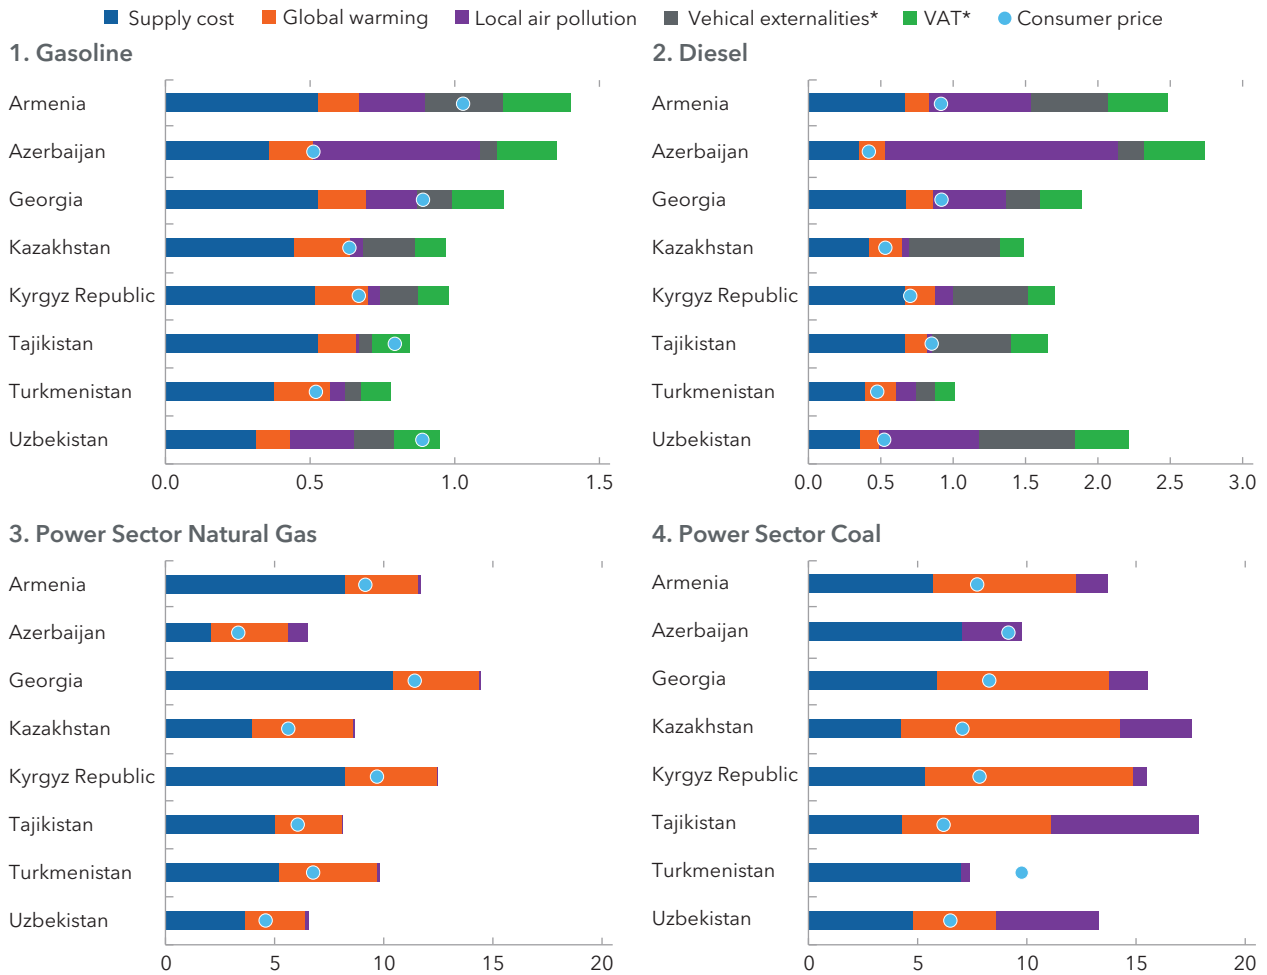 Supply cost Global warming Local air pollution Vehical externalities* VAT* Consumer price
1. Gasoline
Armenia
Azerbaijan
Georgia
Kazakhstan
Kyrgyz Republic
Tajikistan
Turkmenistan
Uzbekistan
0.0 0.5 1.0 1.5
2. Diesel
Armenia
Azerbaijan
Georgia
Kazakhstan
Kyrgyz Republic
Tajikistan
Turkmenistan
Uzbekistan
0.0 0.5 1.0 1.5 2.0 2.5 3.0
3. Power Sector Natural Gas
Armenia
Azerbaijan
Georgia
Kazakhstan
Kyrgyz Republic
Tajikistan
Turkmenistan
Uzbekistan
0 5 10 15 20
4. Power Sector Coal
Armenia
Azerbaijan
Georgia
Kazakhstan
Kyrgyz Republic
Tajikistan
Turkmenistan
Uzbekistan
0 5 10 15 20